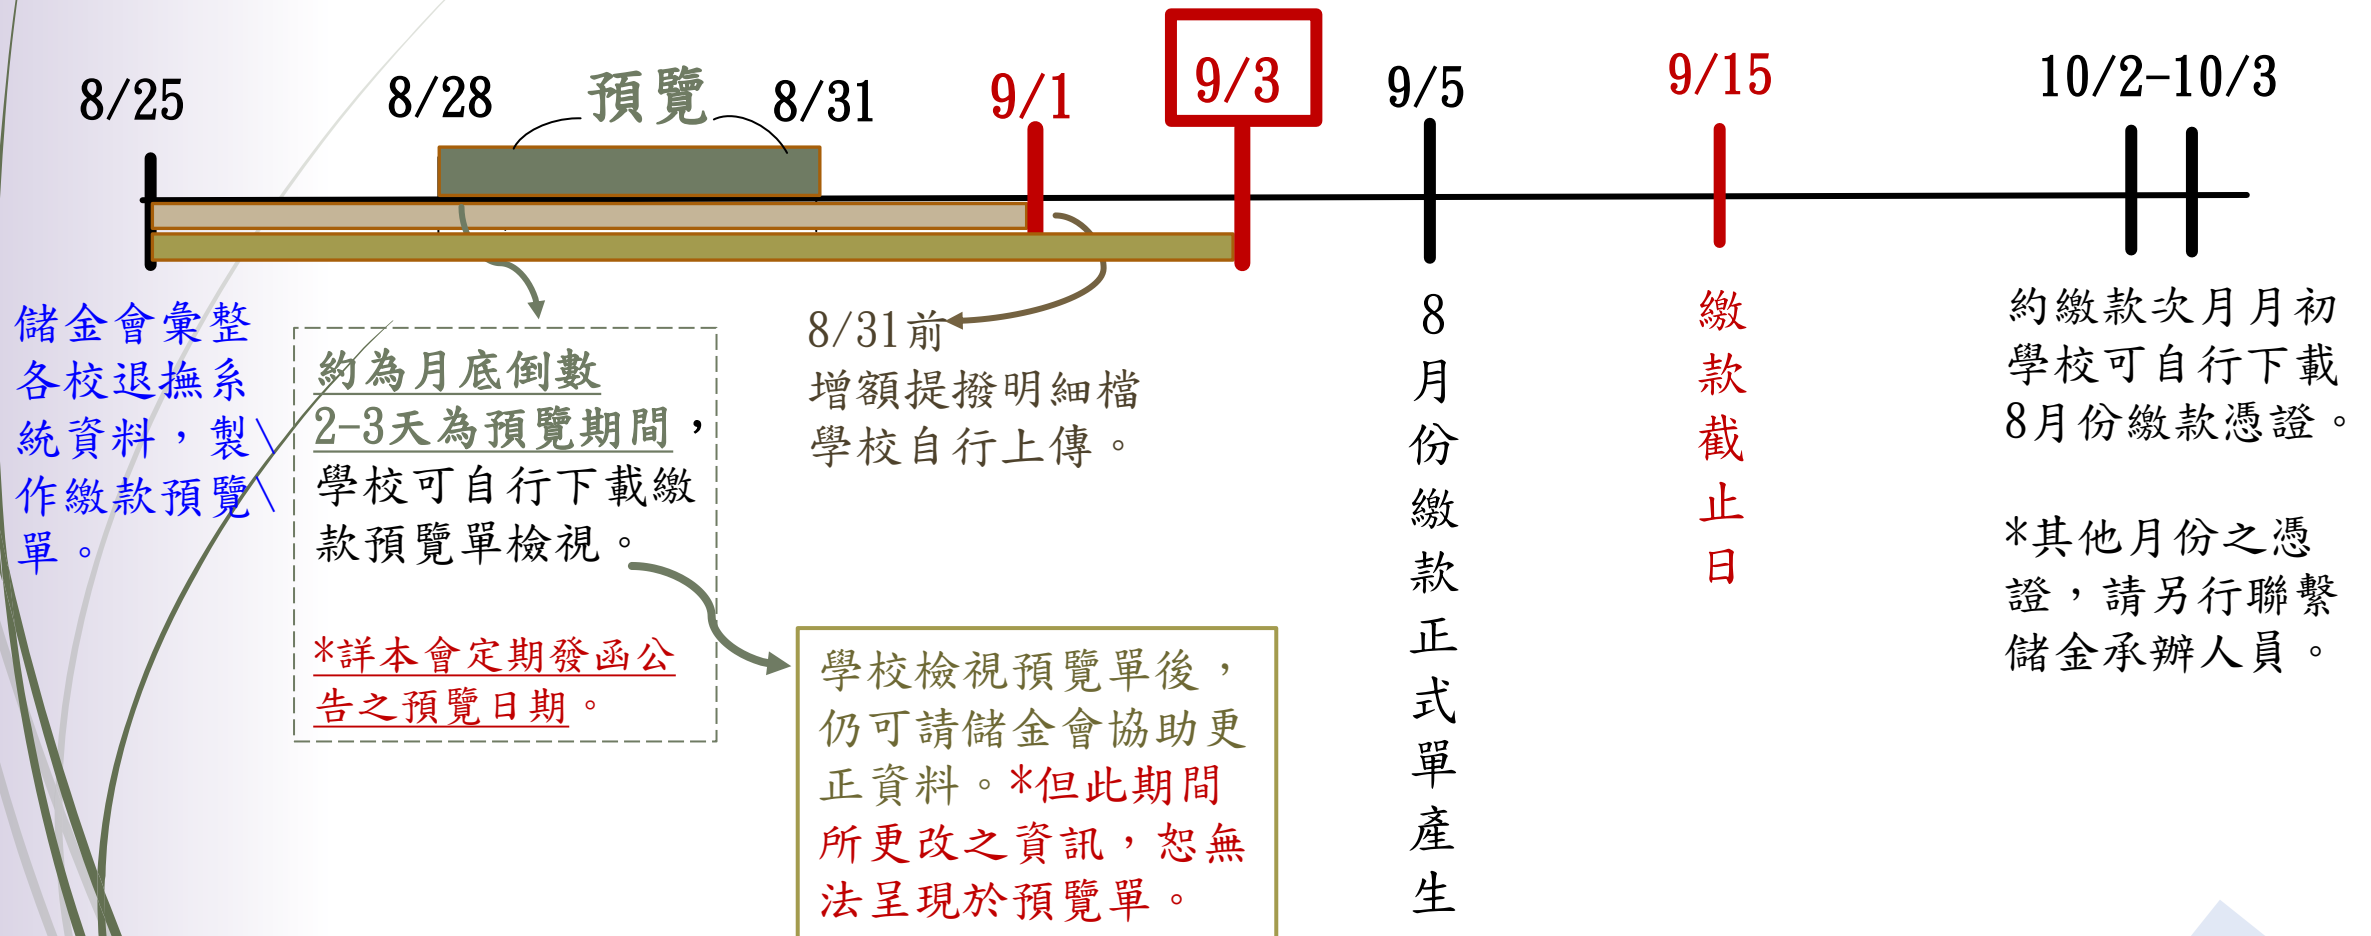 8/25
8/28
預覽
8/31
9/1
9/3
9/5
9/15
10/2-10/3
儲金會彙整
各校退撫系
統資料，製\
作繳款預覽\
單。
約為月底倒數
2-3天為預覽期間，
學校可自行下載繳
款預覽單檢視。
*詳本會定期發函公
告之預覽日期。
8/31前
增額提撥明細檔
學校自行上傳。
學校檢視預覽單後，
仍可請儲金會協助更
正資料。*但此期間
所更改之資訊，恕無
法呈現於預覽單。
8月份繳款正式單產生
繳款截止日
約繳款次月月初
學校可自行下載
8月份繳款憑證。
*其他月份之憑
證，請另行聯繫
儲金承辦人員。